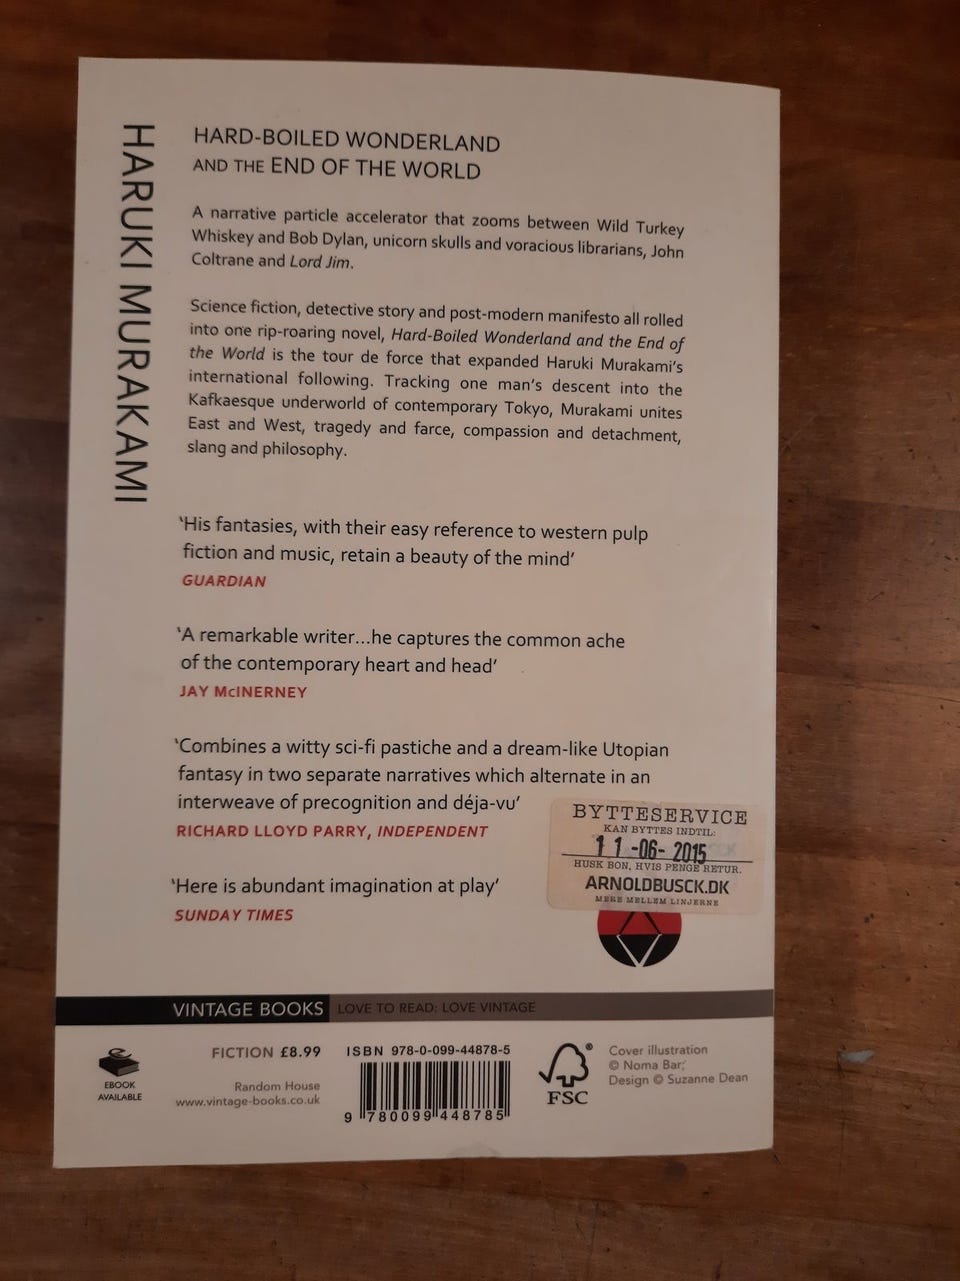 HARUKI MURAKAMI
HARD-BOILED WONDERLAND
AND THE END OF THE WORLD
A narrative particle accelerator that zooms between Wild Turkey
Whiskey and Bob Dylan, unicorn skulls and voracious librarians, John
Coltrane and Lord Jim.
Science fiction, detective story and post-modern manifesto all rolled
into one rip-roaring novel, Hard-Boiled Wonderland and the End of
the World is the tour de force that expanded Haruki Murakami's
international following. Tracking one man's descent into the
Kafkaesque underworld of contemporary Tokyo, Murakami unites
East and West, tragedy and farce, compassion and detachment,
slang and philosophy.
‘His fantasies, with their easy reference to western pulp
fiction and music, retain a beauty of the mind’
GUARDIAN
‘A remarkable writer...he captures the common ache
of the contemporary heart and head’
JAY McINERNEY
‘Combines a witty sci-fi pastiche and a dream-like Utopian
fantasy in two separate narratives which alternate in an
interweave of precognition and déja-vu’
RICHARD LLOYD PARRY, INDEPENDENT
‘Here is abundant imagination at play’
SUNDAY TIMES
BYTTESERVICE
KAN BYTTES INDTIL:
11-06-2015
HUSK BON, HVIS PENGE RETUR.
ARNOLDBUSCK.DK
MERE MELLEM LINJERNE
VINTAGE BOOKS LOVE TO READ: LOVE VINTAGE
EBOOK
AVAILABLE
FICTION £8.99
Random House
www.vintage-books.co.uk
ISBN 978-0-099-44878-5
9 780099 448785
®
FSC
Cover illustration
© Noma Bar;
Design © Suzanne Dean